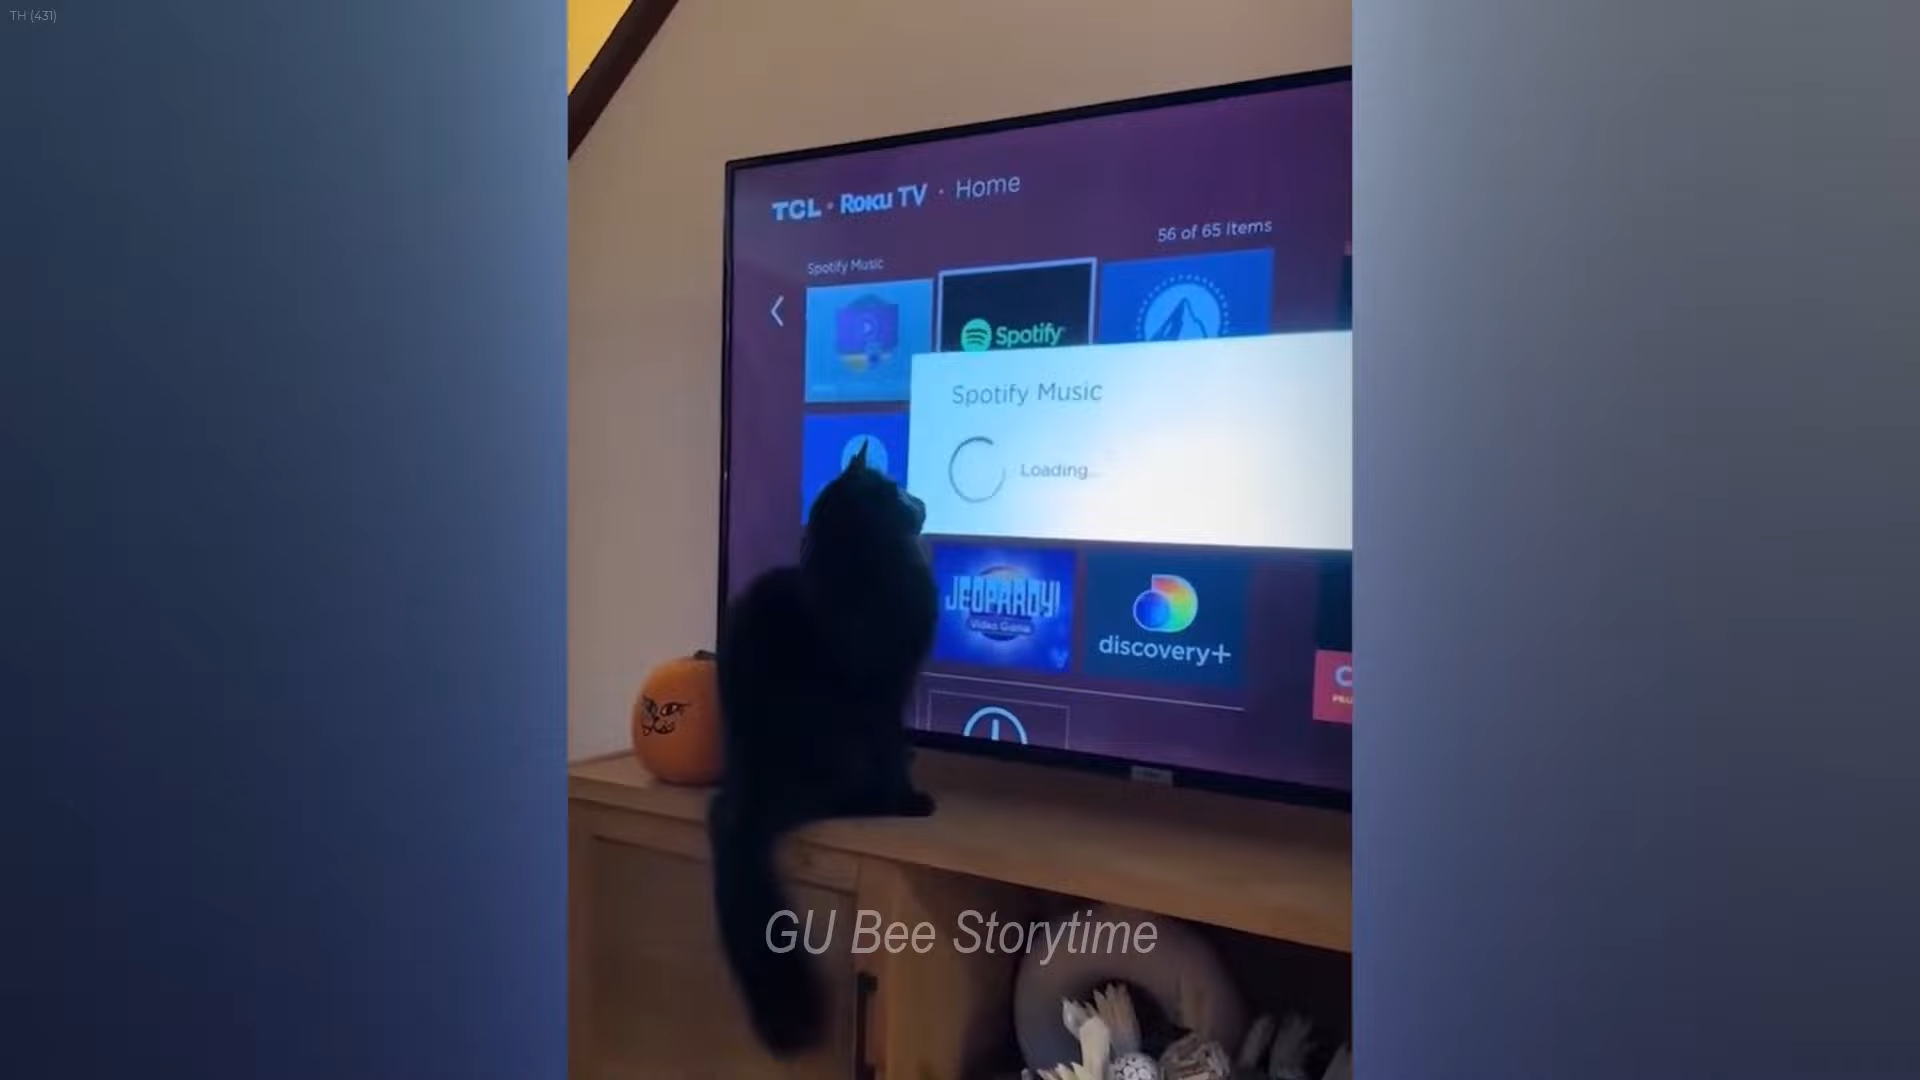 TH (431)
TCL • Roku TV • Home
56 of 65 Items
Spotify Music
Spotify
Spotify Music
Loading...
JEOPARDY!
Video Game
discovery+
GU Bee Storytime